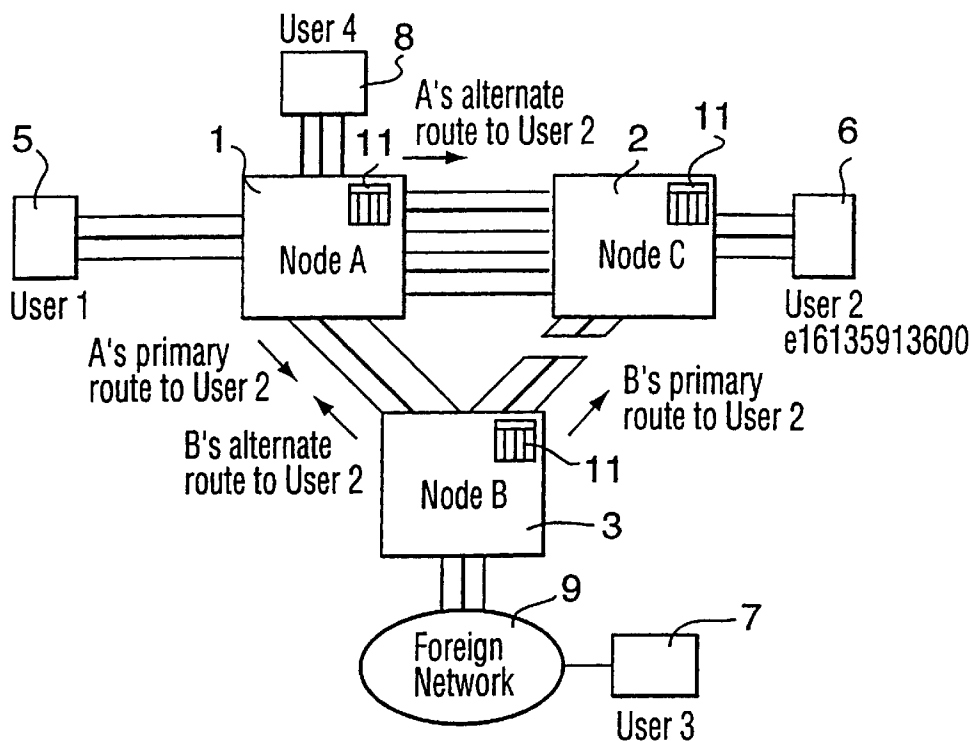 User 4
8
A's alternate
route to User 2
5
1
11
2
11
6
Node A
Node C
User 1
User 2
e16135913600
A's primary
route to User 2
B's primary
route to User 2
B's alternate
route to User 2
11
Node B
3
9
7
Foreign
Network
User 3